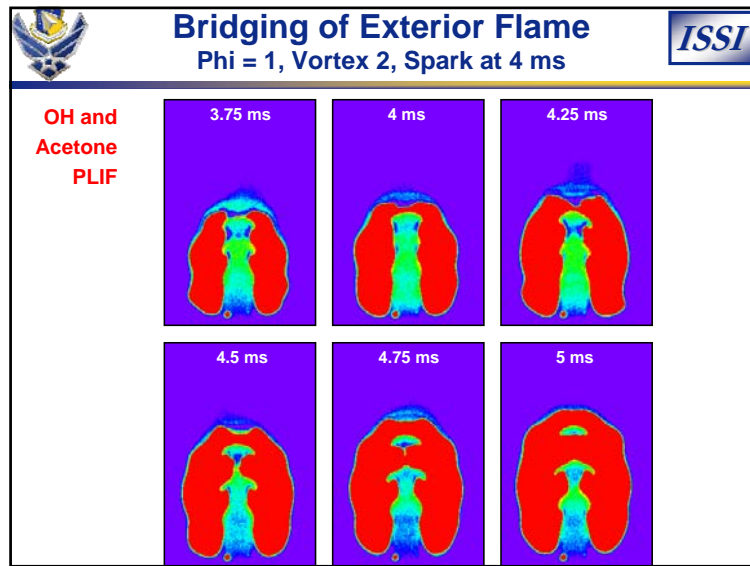 Bridging of Exterior Flame
Phi = 1, Vortex 2, Spark at 4 ms
ISSI
OH and
Acetone
PLIF
3.75 ms
4 ms
4.25 ms
4.5 ms
4.75 ms
5 ms